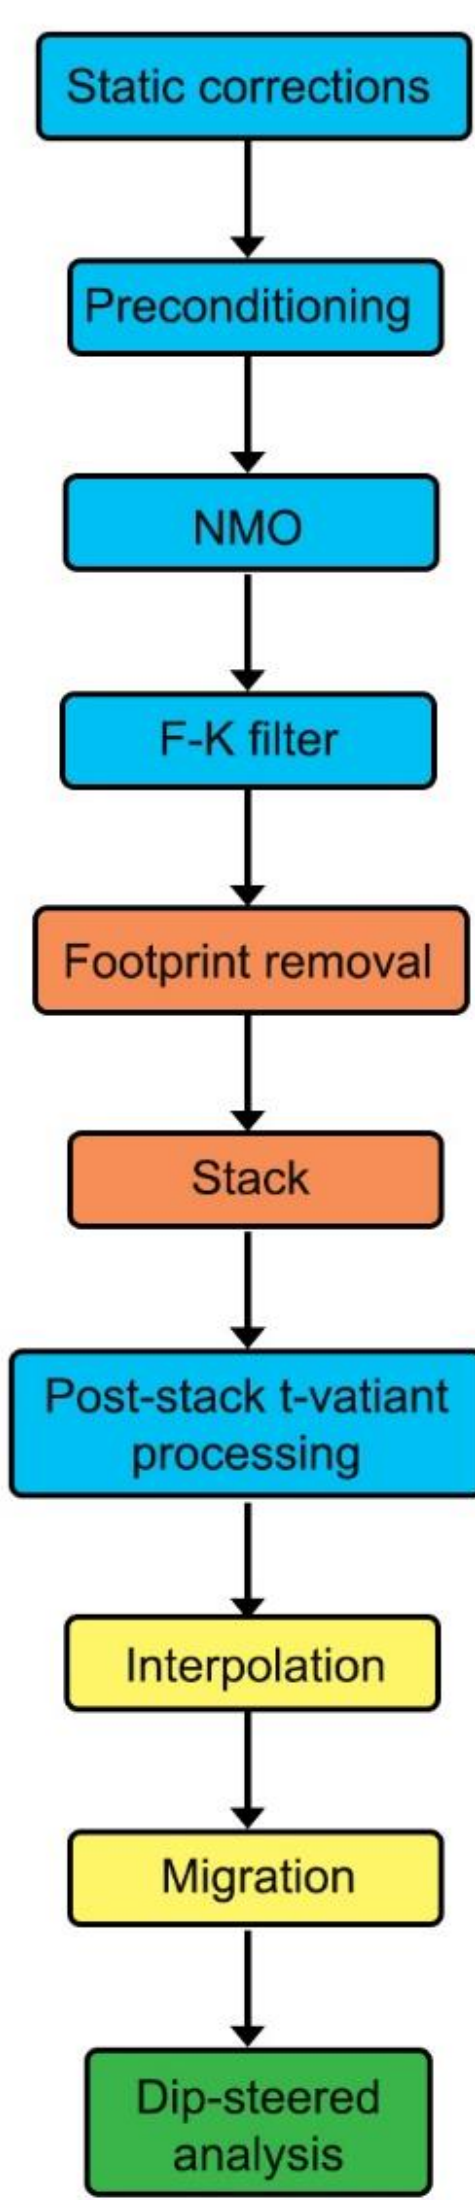 Static corrections
Preconditioning
NMO
F-K filter
Footprint removal
Stack
Post-stack t-vatiant
processing
Interpolation
Migration
Dip-steered
analysis